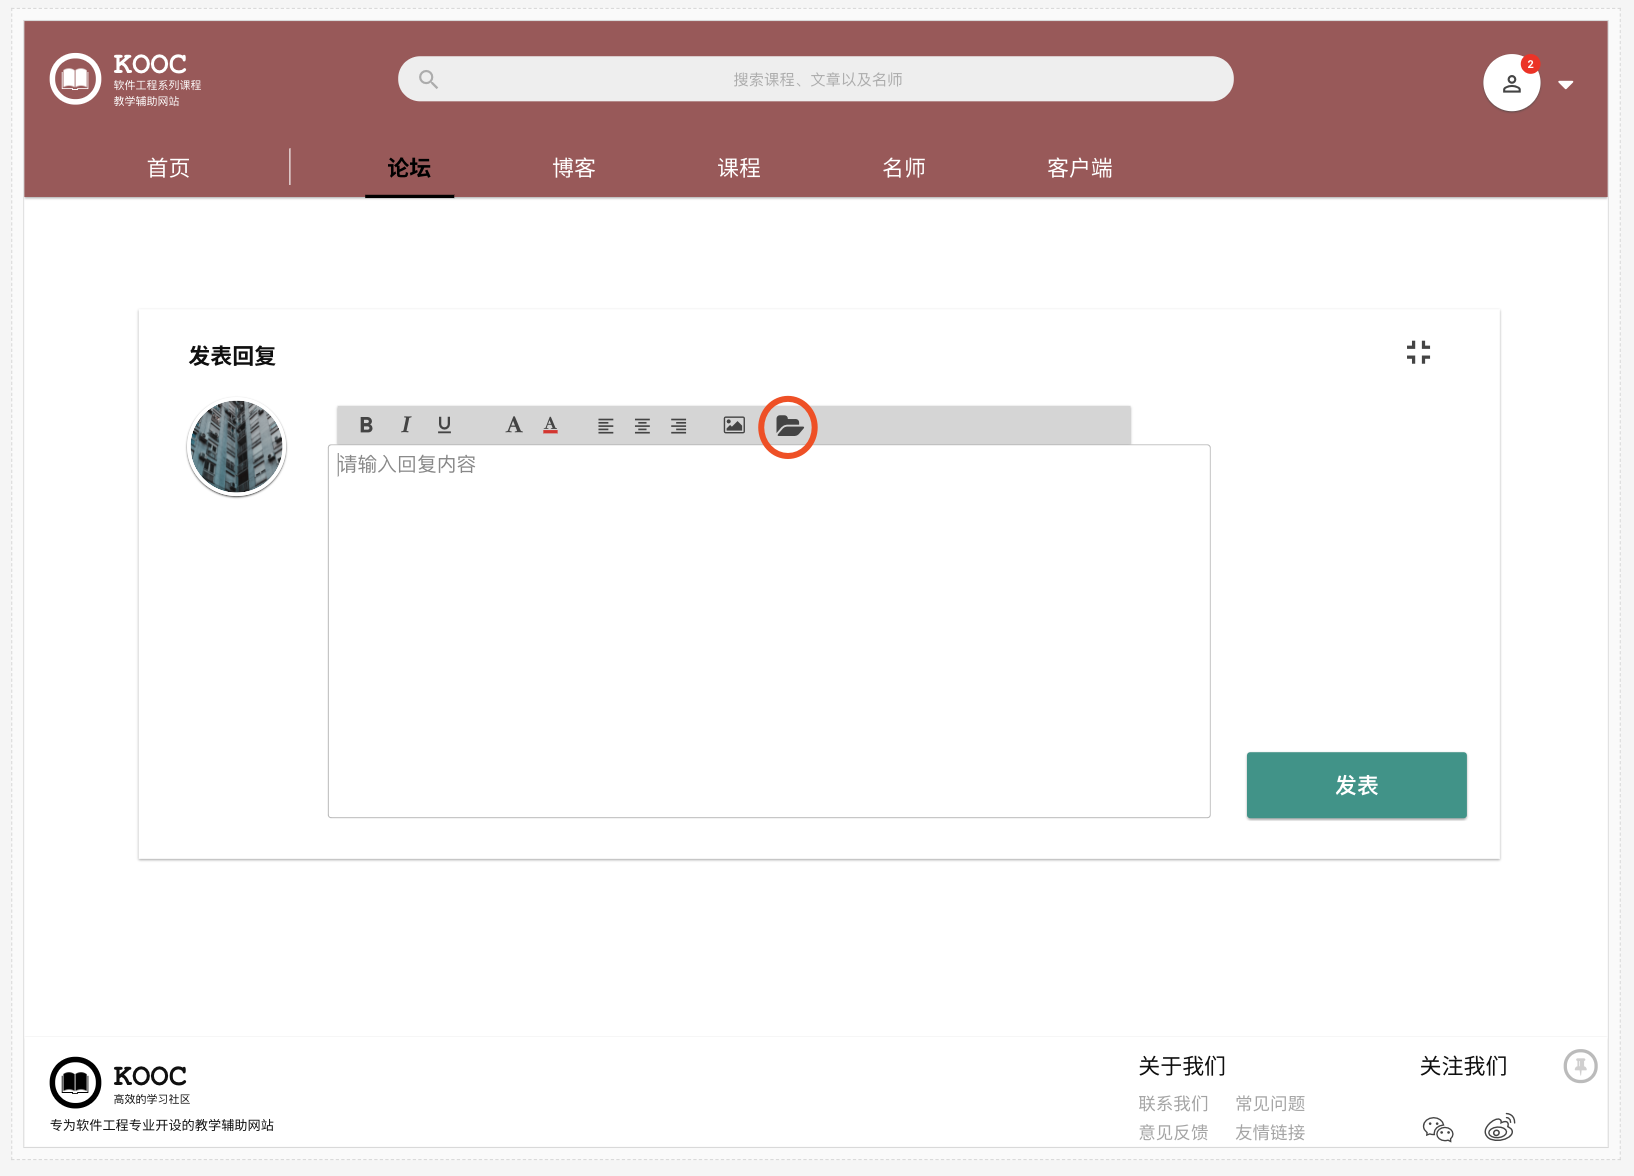 KOOC
软件工程系列课程
教学辅助网站
搜索课程、文章以及名师
2
首页
论坛
博客
课程
名师
客户端
发表回复
B I U A A
请输入回复内容
发表
KOOC
高效的学习社区
专为软件工程专业开设的教学辅助网站
关于我们
联系我们 常见问题
意见反馈 友情链接
关注我们